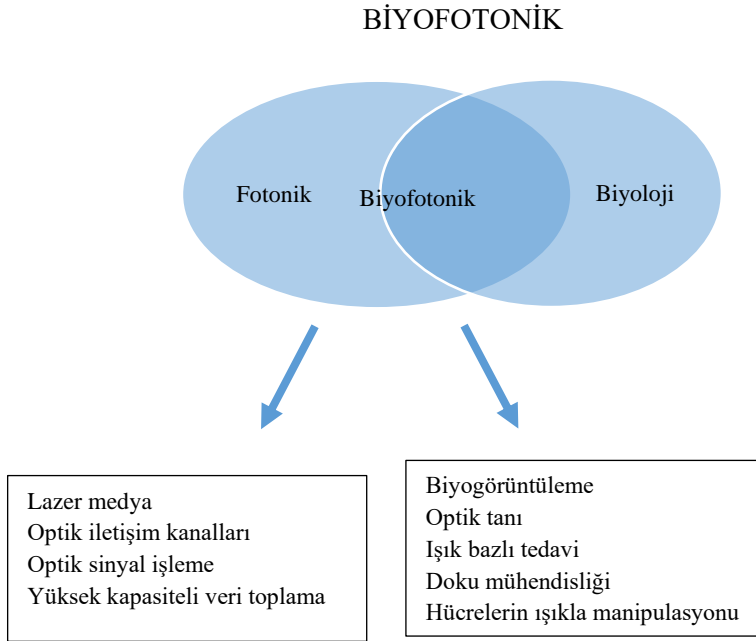 BİYOFOTONİK
Fotonik
Biyofotonik
Biyoloji
Lazer medya
Optik iletişim kanalları
Optik sinyal işleme
Yüksek kapasiteli veri toplama
Biyogörüntüleme
Optik tanı
Işık bazlı tedavi
Doku mühendisliği
Hücrelerin ışıkla manipulasyonu